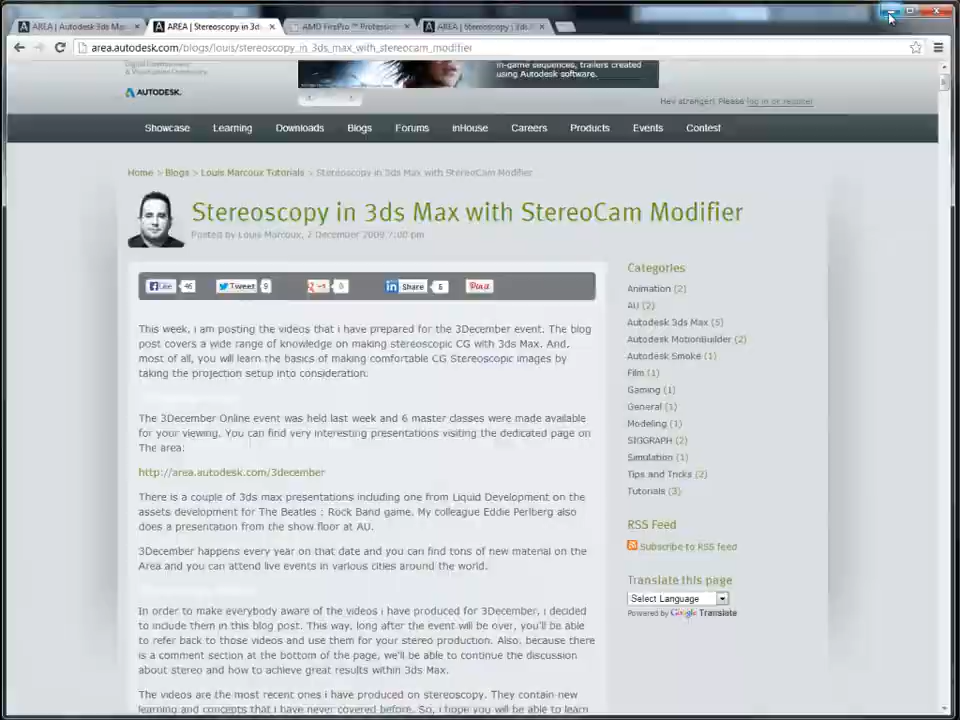 AREA | Autodesk 3ds Ma
AREA | Stereoscopy in 3d
AMD FirePro™ Profession
AREA | Stereoscopy | 3d
area.autodesk.com/blogs/louis/stereoscopy_in_3ds_max_with_stereocam_modifier
Digital Entertainment
& Visualization Community
AUTODESK.
in-game sequences, trailers created
using Autodesk software.
Hey stranger! Please log in or register
Showcase Learning Downloads Blogs Forums inHouse Careers Products Events Contest
Home > Blogs > Louis Marcoux Tutorials > Stereoscopy in 3ds Max with StereoCam Modifier
Stereoscopy in 3ds Max with StereoCam Modifier
Posted by Louis Marcoux, 2 December 2009 7:00 pm
Like 46 Tweet 9 +1 0 in Share 6 Pin it
This week, i am posting the videos that i have prepared for the 3December event. The blog
post covers a wide range of knowledge on making stereoscopic CG with 3ds Max. And,
most of all, you will learn the basics of making comfortable CG Stereoscopic images by
taking the projection setup into consideration.
The 3December Online event was held last week and 6 master classes were made available
for your viewing. You can find very interesting presentations visiting the dedicated page on
The area:
http://area.autodesk.com/3december
There is a couple of 3ds max presentations including one from Liquid Development on the
assets development for The Beatles : Rock Band game. My colleague Eddie Perlberg also
does a presentation from the show floor at AU.
3December happens every year on that date and you can find tons of new material on the
Area and you can attend live events in various cities around the world.
In order to make everybody aware of the videos i have produced for 3December, i decided
to include them in this blog post. This way, long after the event will be over, you'll be able
to refer back to those videos and use them for your stereo production. Also, because there
is a comment section at the bottom of the page, we'll be able to continue the discussion
about stereo and how to achieve great results within 3ds Max.
The videos are the most recent ones i have produced on stereoscopy. They contain new
learning and concepts that i have never covered before. So, i hope you will be able to learn
Categories
Animation (2)
AU (2)
Autodesk 3ds Max (5)
Autodesk MotionBuilder (2)
Autodesk Smoke (1)
Film (1)
Gaming (1)
General (1)
Modeling (1)
SIGGRAPH (2)
Simulation (1)
Tips and Tricks (2)
Tutorials (3)
RSS Feed
Subscribe to RSS feed
Translate this page
Select Language
Powered by Google Translate